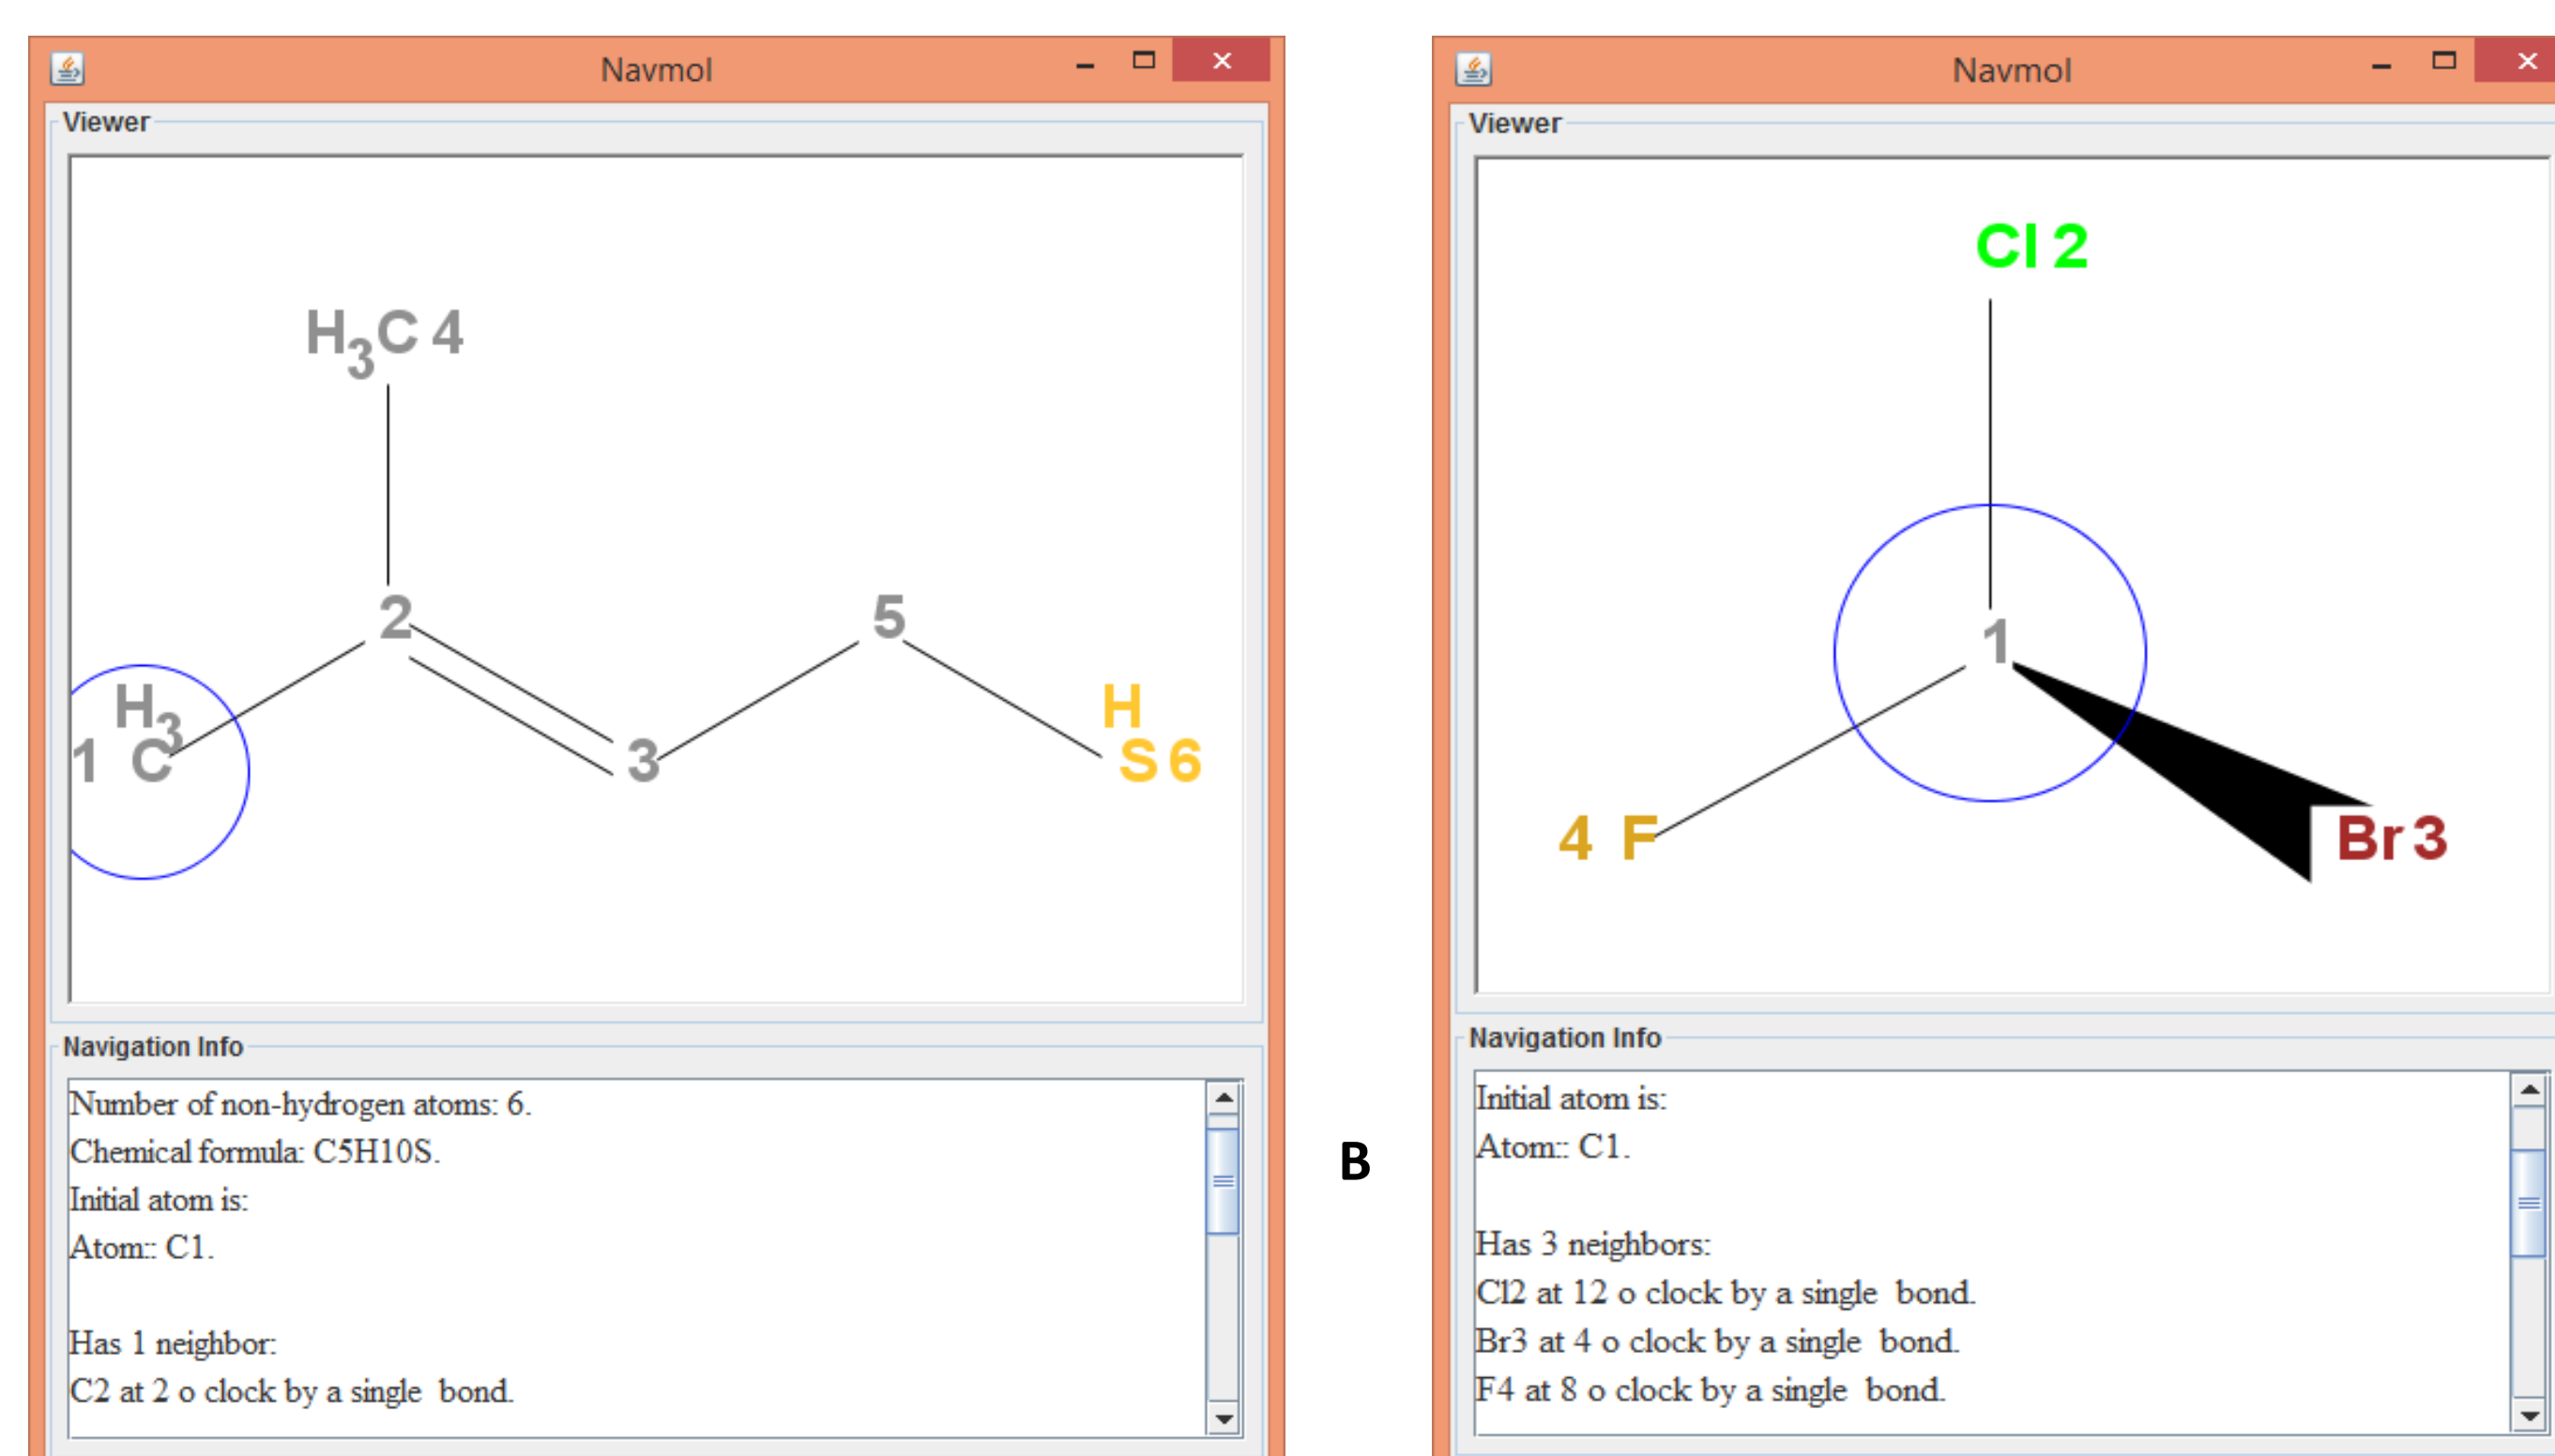 Navmol
Viewer
H3C 4
2
5
H3
1 C
3
H
S 6
Navigation Info
Number of non-hydrogen atoms: 6.
Chemical formula: C5H10S.
Initial atom is:
Atom:: C1.
Has 1 neighbor:
C2 at 2 o clock by a single bond.
B
Navmol
Viewer
Cl 2
1
4 F
Br 3
Navigation Info
Initial atom is:
Atom:: C1.
Has 3 neighbors:
Cl2 at 12 o clock by a single bond.
Br3 at 4 o clock by a single bond.
F4 at 8 o clock by a single bond.